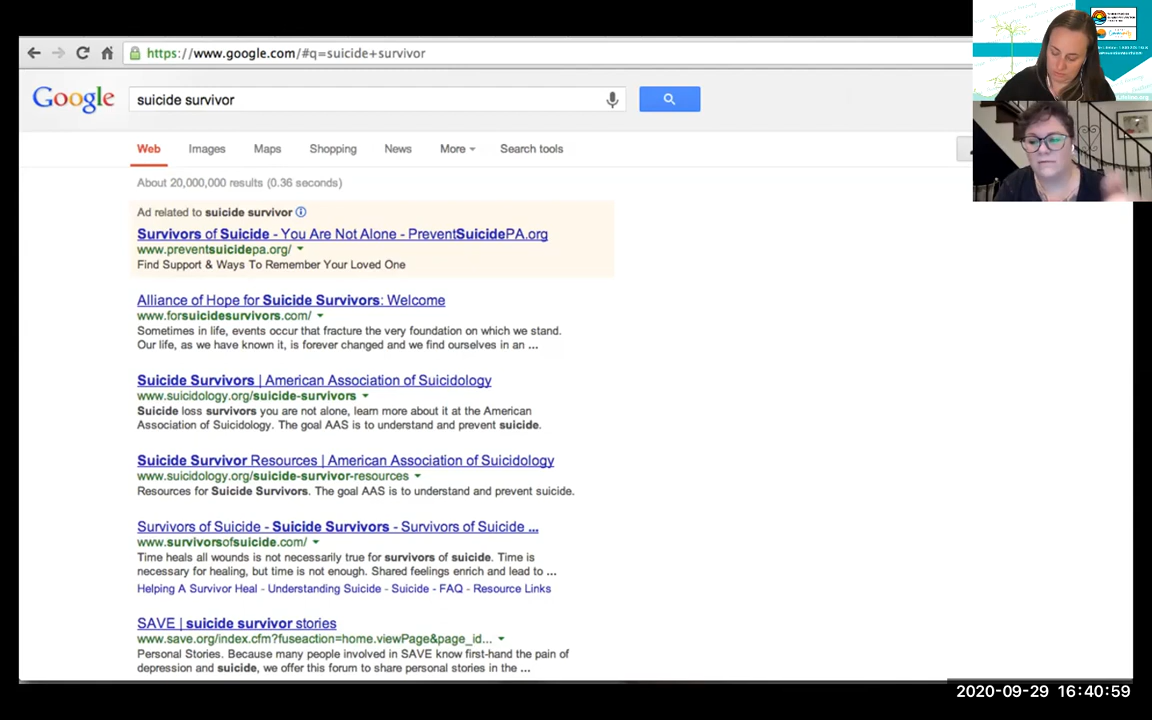 https://www.google.com/#q=suicide+survivor
Google
suicide survivor
Web Images Maps Shopping News More Search tools
About 20,000,000 results (0.36 seconds)
Ad related to suicide survivor
Survivors of Suicide - You Are Not Alone - PreventSuicidePA.org
www.preventsuicidepa.org/
Find Support & Ways To Remember Your Loved One
Alliance of Hope for Suicide Survivors: Welcome
www.forsuicidesurvivors.com/
Sometimes in life, events occur that fracture the very foundation on which we stand.
Our life, as we have known it, is forever changed and we find ourselves in an ...
Suicide Survivors | American Association of Suicidology
www.suicidology.org/suicide-survivors
Suicide loss survivors you are not alone, learn more about it at the American
Association of Suicidology. The goal AAS is to understand and prevent suicide.
Suicide Survivor Resources | American Association of Suicidology
www.suicidology.org/suicide-survivor-resources
Resources for Suicide Survivors. The goal AAS is to understand and prevent suicide.
Survivors of Suicide - Suicide Survivors - Survivors of Suicide ...
www.survivorsofsuicide.com/
Time heals all wounds is not necessarily true for survivors of suicide. Time is
necessary for healing, but time is not enough. Shared feelings enrich and lead to ...
Helping A Survivor Heal - Understanding Suicide - Suicide - FAQ - Resource Links
SAVE | suicide survivor stories
www.save.org/index.cfm?fuseaction=home.viewPage&page_id...
Personal Stories. Because many people involved in SAVE know first-hand the pain of
depression and suicide, we offer this forum to share personal stories in the ...
2020-09-29 16:40:59